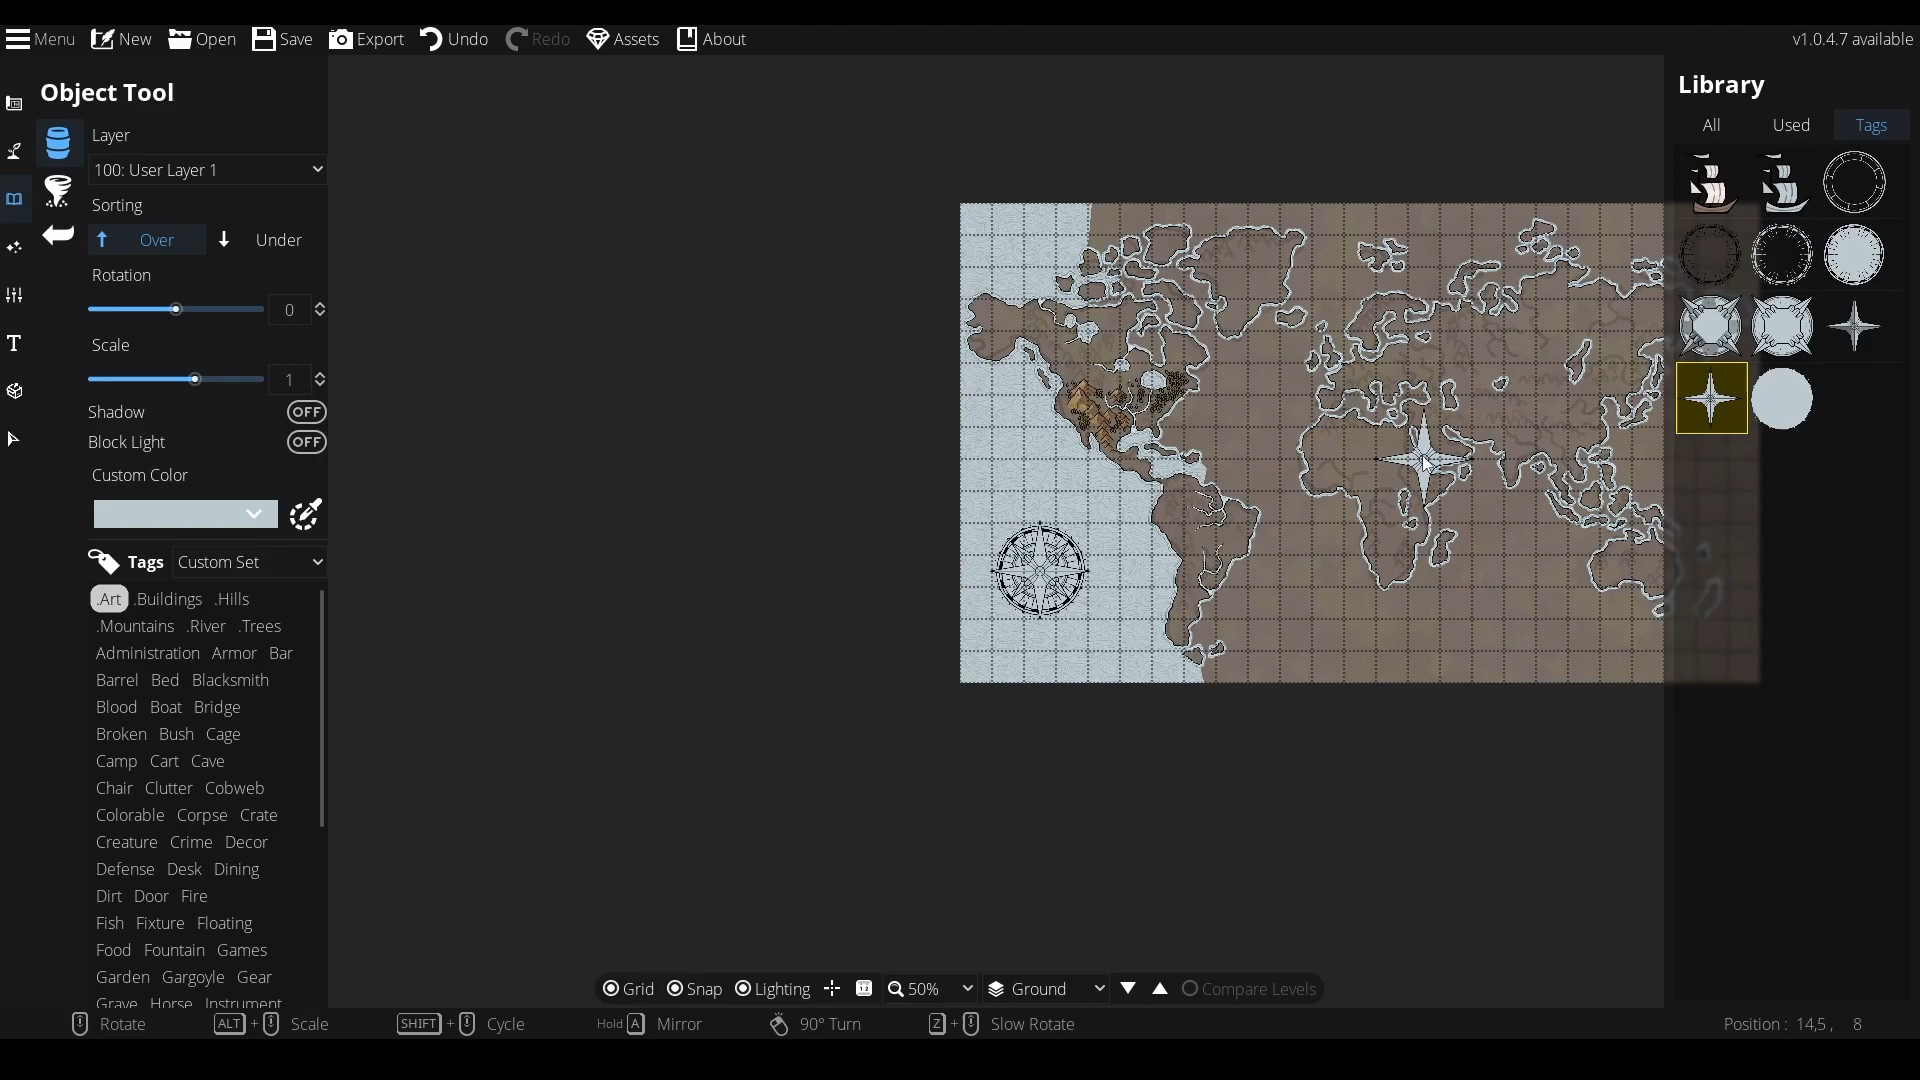 Menu New Open Save Export Undo Redo Assets About v1.0.4.7 available
Object Tool
Layer
100: User Layer 1
Sorting
Over Under
Rotation
0
Scale
1
Shadow OFF
Block Light OFF
Custom Color
Tags Custom Set
.Art .Buildings .Hills
.Mountains .River .Trees
Administration Armor Bar
Barrel Bed Blacksmith
Blood Boat Bridge
Broken Bush Cage
Camp Cart Cave
Chair Clutter Cobweb
Colorable Corpse Crate
Creature Crime Decor
Defense Desk Dining
Dirt Door Fire
Fish Fixture Floating
Food Fountain Games
Garden Gargoyle Gear
Grave Horse Instrument
Library
All Used Tags
Grid Snap Lighting 50% Ground Compare Levels
Rotate ALT + Scale SHIFT + Cycle Hold A Mirror 90° Turn Z + Slow Rotate Position : 14,5 , 8